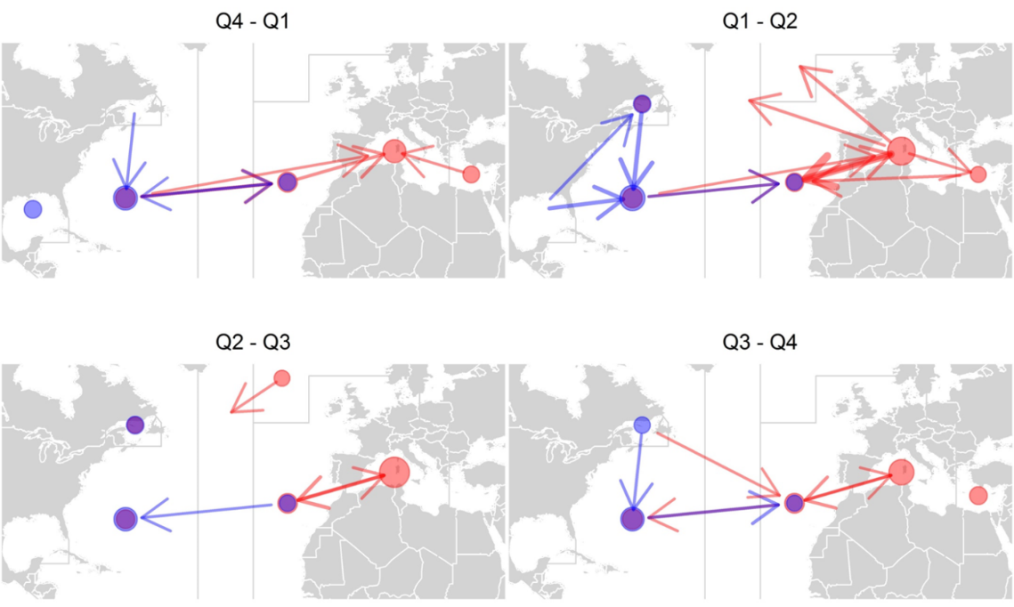 Q4 - Q1
Q1 - Q2
Q2 - Q3
Q3 - Q4